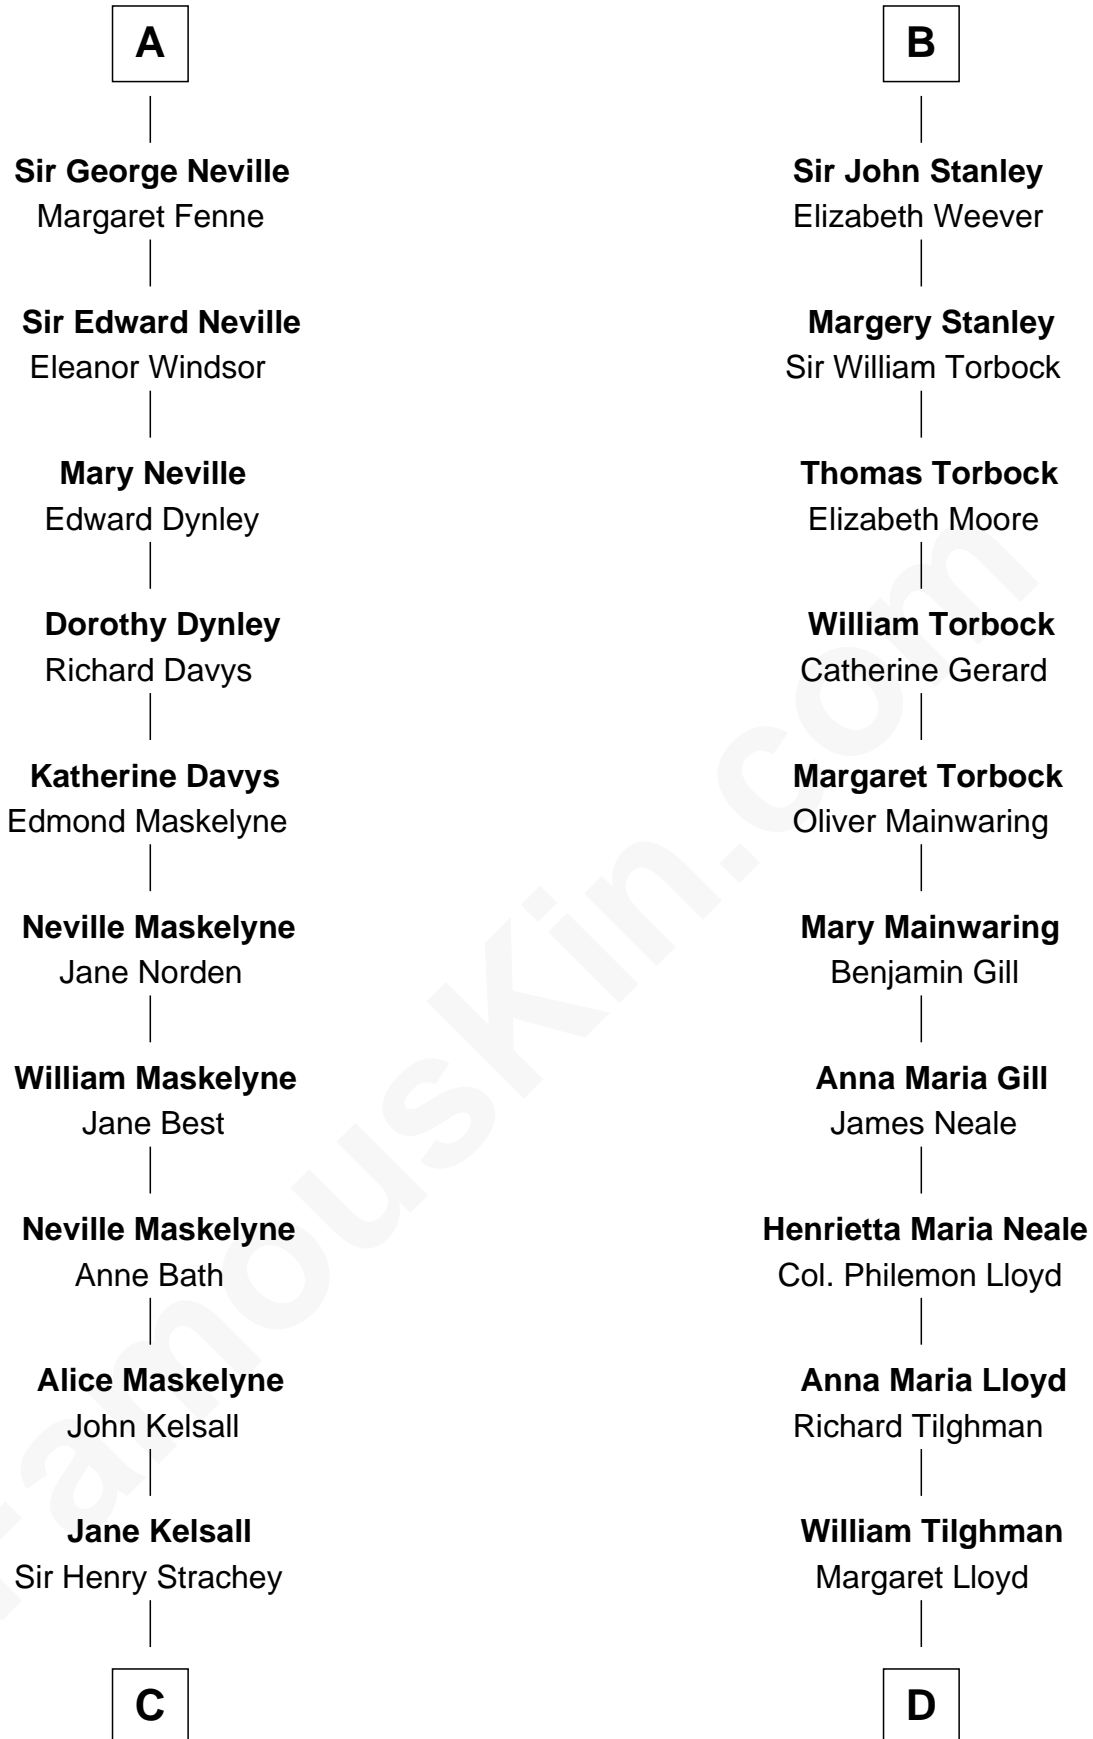 A
Sir George Neville
Margaret Fenne
Sir Edward Neville
Eleanor Windsor
Mary Neville
Edward Dynley
Dorothy Dynley
Richard Davys
Katherine Davys
Edmond Maskelyne
Neville Maskelyne
Jane Norden
William Maskelyne
Jane Best
Neville Maskelyne
Anne Bath
Alice Maskelyne
John Kelsall
Jane Kelsall
Sir Henry Strachey
C
B
Sir John Stanley
Elizabeth Weever
Margery Stanley
Sir William Torbock
Thomas Torbock
Elizabeth Moore
William Torbock
Catherine Gerard
Margaret Torbock
Oliver Mainwaring
Mary Mainwaring
Benjamin Gill
Anna Maria Gill
James Neale
Henrietta Maria Neale
Col. Philemon Lloyd
Anna Maria Lloyd
Richard Tilghman
William Tilghman
Margaret Lloyd
D
FamousKin.com